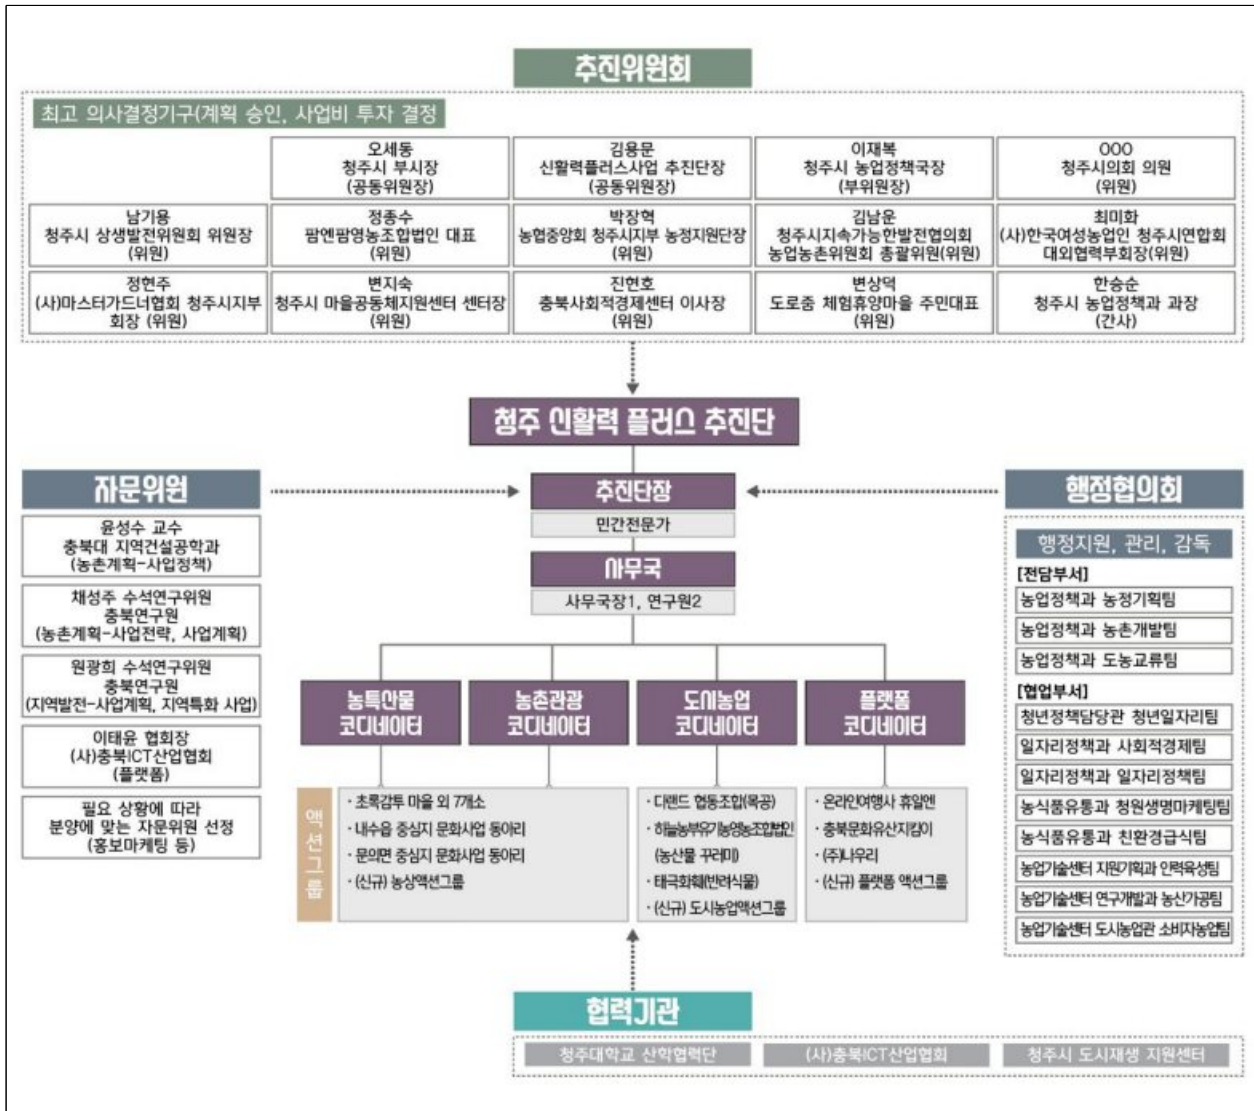 추진위원회
최고 의사결정기구(계획 승인, 사업비 투자 결정
오세동
청주시 부시장
(공동위원장)
김용문
신활력플러스사업 추진단장
(공동위원장)
이재복
청주시 농업정책국장
(부위원장)
OOO
청주시의회 의원
(위원)
남기용
청주시 상생발전위원회 위원장
(위원)
정종수
팜엔팜영농조합법인 대표
(위원)
박장혁
농협중앙회 청주시지부 농정지원단장
(위원)
김남운
청주시지속가능한발전협의회
농업농촌위원회 총괄위원(위원)
최미화
(사)한국여성농업인 청주시연합회
대외협력부회장(위원)
정현주
(사)마스터가드너협회 청주시지부
회장 (위원)
변지숙
청주시 마을공동체지원센터 센터장
(위원)
진현호
충북사회적경제센터 이사장
(위원)
변상덕
도로줌 체험휴양마을 주민대표
(위원)
한승순
청주시 농업정책과 과장
(간사)
청주 신활력 플러스 추진단
추진단장
민간전문가
사무국
사무국장1, 연구원2
자문위원
윤성수 교수
충북대 지역건설공학과
(농촌계획-사업정책)
채성주 수석연구위원
충북연구원
(농촌계획-사업전략, 사업계획)
원광희 수석연구위원
충북연구원
(지역발전-사업계획, 지역특화 사업)
이태윤 협회장
(사)충북ICT산업협회
(플랫폼)
필요 상황에 따라
분양에 맞는 자문위원 선정
(홍보마케팅 등)
행정협의회
행정지원, 관리, 감독
[전담부서]
농업정책과 농정기획팀
농업정책과 농촌개발팀
농업정책과 도농교류팀
[협업부서]
청년정책담당관 청년일자리팀
일자리정책과 사회적경제팀
일자리정책과 일자리정책팀
농식품유통과 청원생명마케팅팀
농식품유통과 친환경급식팀
농업기술센터 지원기획과 인력육성팀
농업기술센터 연구개발과 농산가공팀
농업기술센터 도시농업관 소비자농업팀
농특산물
코디네이터
농촌관광
코디네이터
도시농업
코디네이터
플랫폼
코디네이터
액션그룹
· 초록감투 마을 외 7개소
· 내수읍 중심지 문화사업 동아리
· 문의면 중심지 문화사업 동아리
· (신규) 농상액션그룹
· 다랜드 협동조합(목공)
· 하늘농부유기농영농조합법인
(농산물 꾸러미)
· 태극화훼(반려식물)
· (신규) 도시농업액션그룹
· 온라인여행사 휴일엔
· 충북문화유산지킴이
· (주)나우리
· (신규) 플랫폼 액션그룹
협력기관
청주대학교 산학협력단
(사)충북ICT산업협회
청주시 도시재생 지원센터